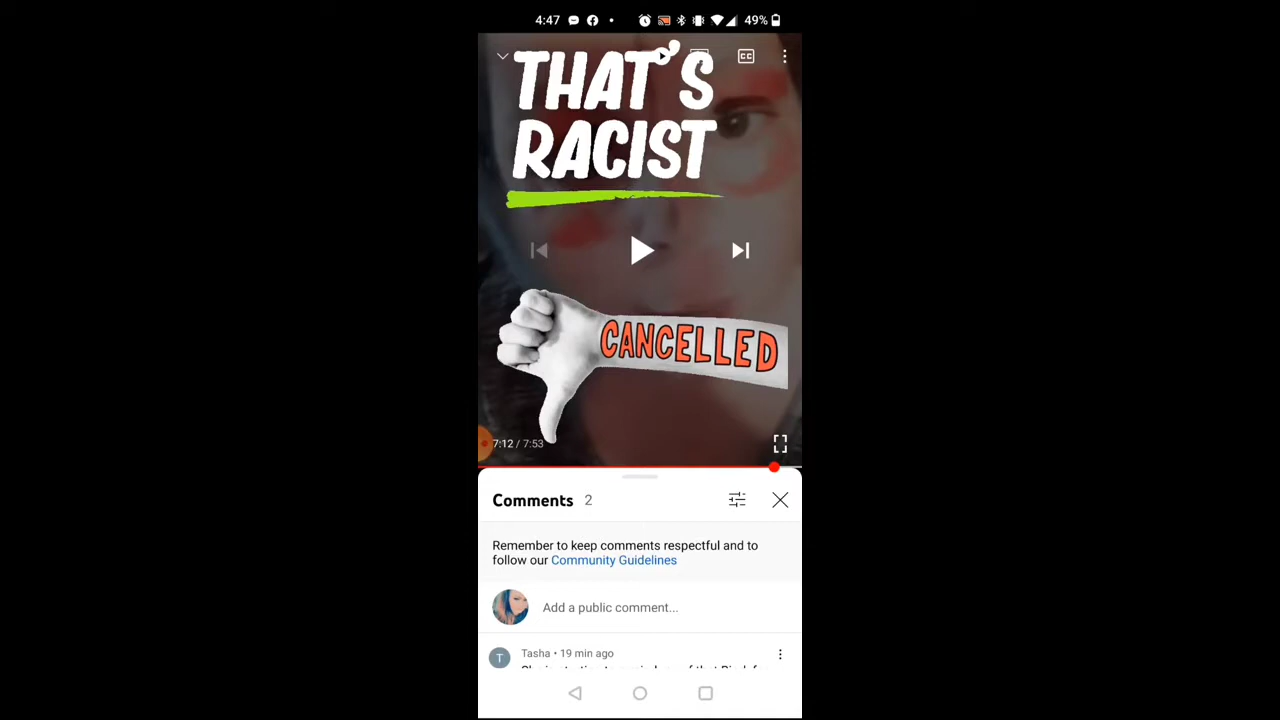 4:47
49%
CC
THAT'S
RACIST
CANCELLED
7:12 / 7:53
Comments 2
Remember to keep comments respectful and to
follow our Community Guidelines
Add a public comment...
T
Tasha • 19 min ago